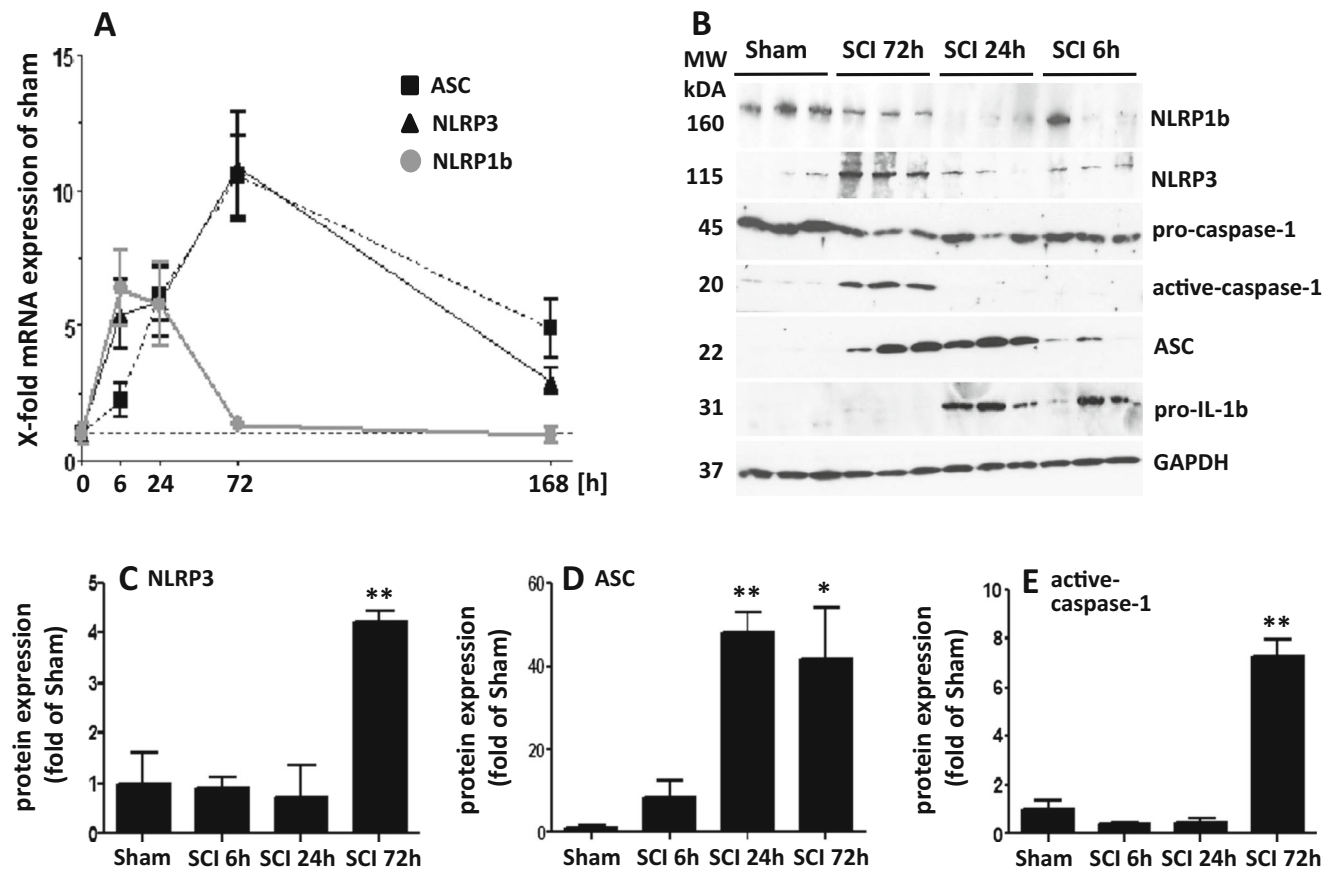 A
X-fold mRNA expression of sham
15
10
5
0
ASC
NLRP3
NLRP1b
0 6 24 72 168 [h]
B
MW
kDA
Sham SCI 72h SCI 24h SCI 6h
160 NLRP1b
115 NLRP3
45 pro-caspase-1
20 active-caspase-1
22 ASC
31 pro-IL-1b
37 GAPDH
C NLRP3
protein expression
(fold of Sham)
5
4
3
2
1
0
**
Sham SCI 6h SCI 24h SCI 72h
D ASC
protein expression
(fold of Sham)
60
40
20
0
** *
Sham SCI 6h SCI 24h SCI 72h
E active-
caspase-1
protein expression
(fold of Sham)
10
8
6
4
2
0
**
Sham SCI 6h SCI 24h SCI 72h